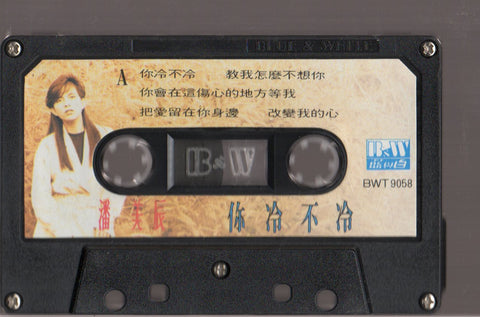 BLUE & WHITE
A
你冷不冷 教我怎麼不想你
你會在這傷心的地方等我
把愛留在你身邊 改變我的心
B&W
B&W
藍與白
BWT 9058
潘美辰 你冷不冷